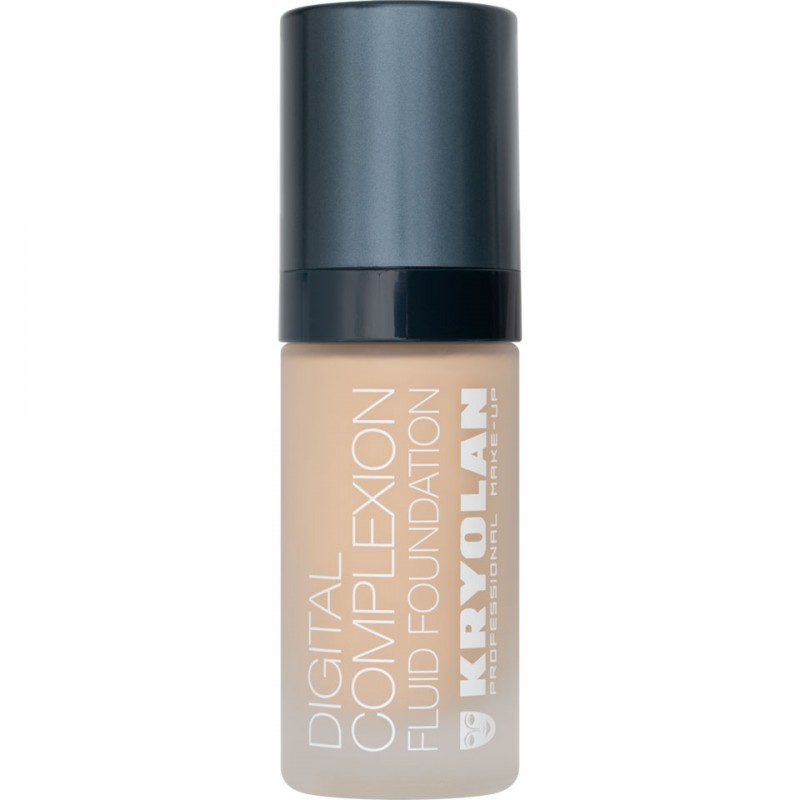 DIGITAL
COMPLEXION
FLUID FOUNDATION
KRYOLAN
PROFESSIONAL MAKE-UP